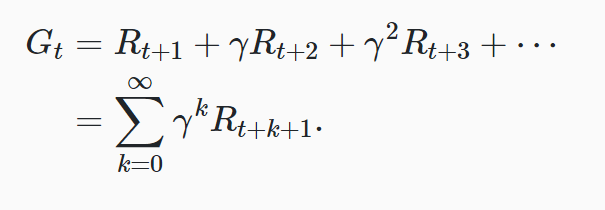 G_t = R_{t+1} + γR_{t+2} + γ^2 R_{t+3} + ⋯
= ∑_{k=0}^{∞} γ^k R_{t+k+1}.